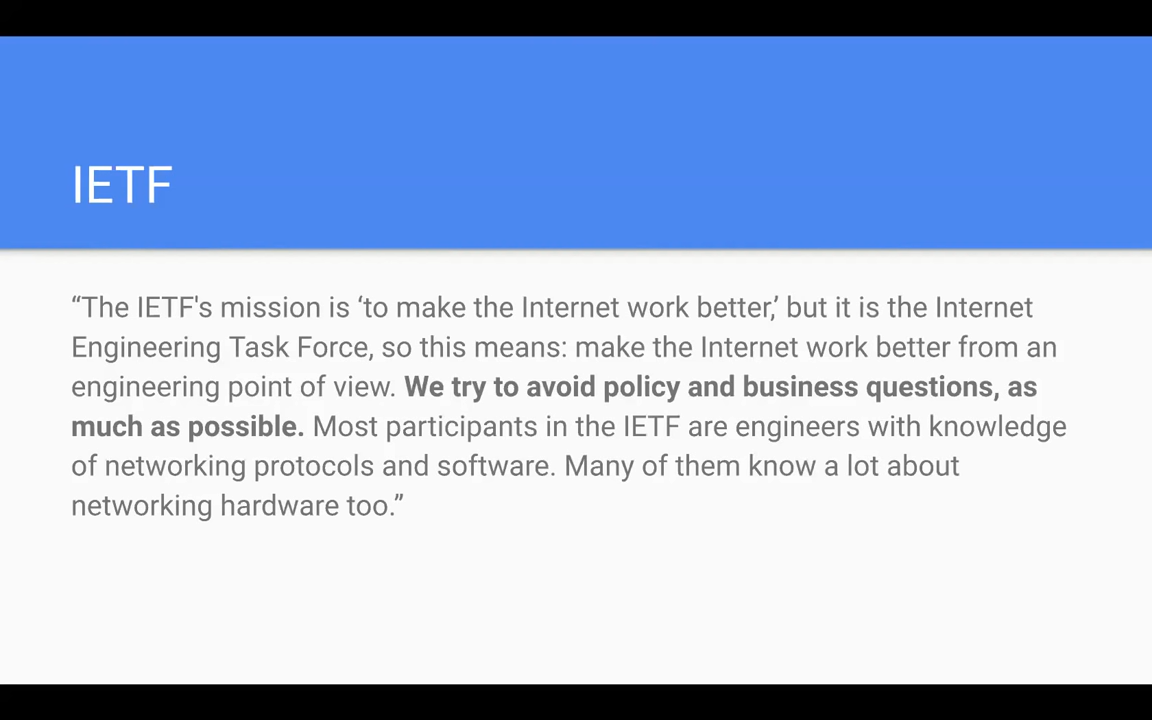 IETF
“The IETF's mission is ‘to make the Internet work better,’ but it is the Internet
Engineering Task Force, so this means: make the Internet work better from an
engineering point of view. We try to avoid policy and business questions, as
much as possible. Most participants in the IETF are engineers with knowledge
of networking protocols and software. Many of them know a lot about
networking hardware too.”